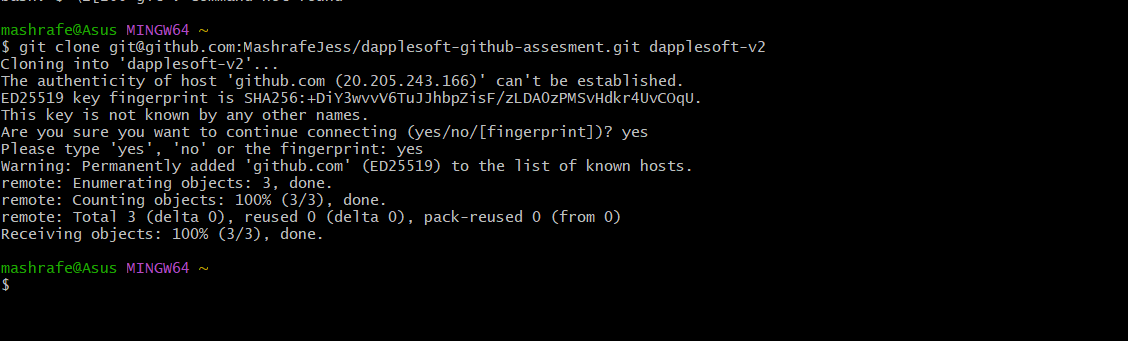 mashrafe@Asus MINGW64 ~
$ git clone git@github.com:MashrafeJess/dapplesoft-github-assesment.git dapplesoft-v2
Cloning into 'dapplesoft-v2'...
The authenticity of host 'github.com (20.205.243.166)' can't be established.
ED25519 key fingerprint is SHA256:+DiY3wvvV6TuJJhbpZisF/zLDA0zPMSvHdkr4UvCOqU.
This key is not known by any other names.
Are you sure you want to continue connecting (yes/no/[fingerprint])? yes
Please type 'yes', 'no' or the fingerprint: yes
Warning: Permanently added 'github.com' (ED25519) to the list of known hosts.
remote: Enumerating objects: 3, done.
remote: Counting objects: 100% (3/3), done.
remote: Total 3 (delta 0), reused 0 (delta 0), pack-reused 0 (from 0)
Receiving objects: 100% (3/3), done.
mashrafe@Asus MINGW64 ~
$